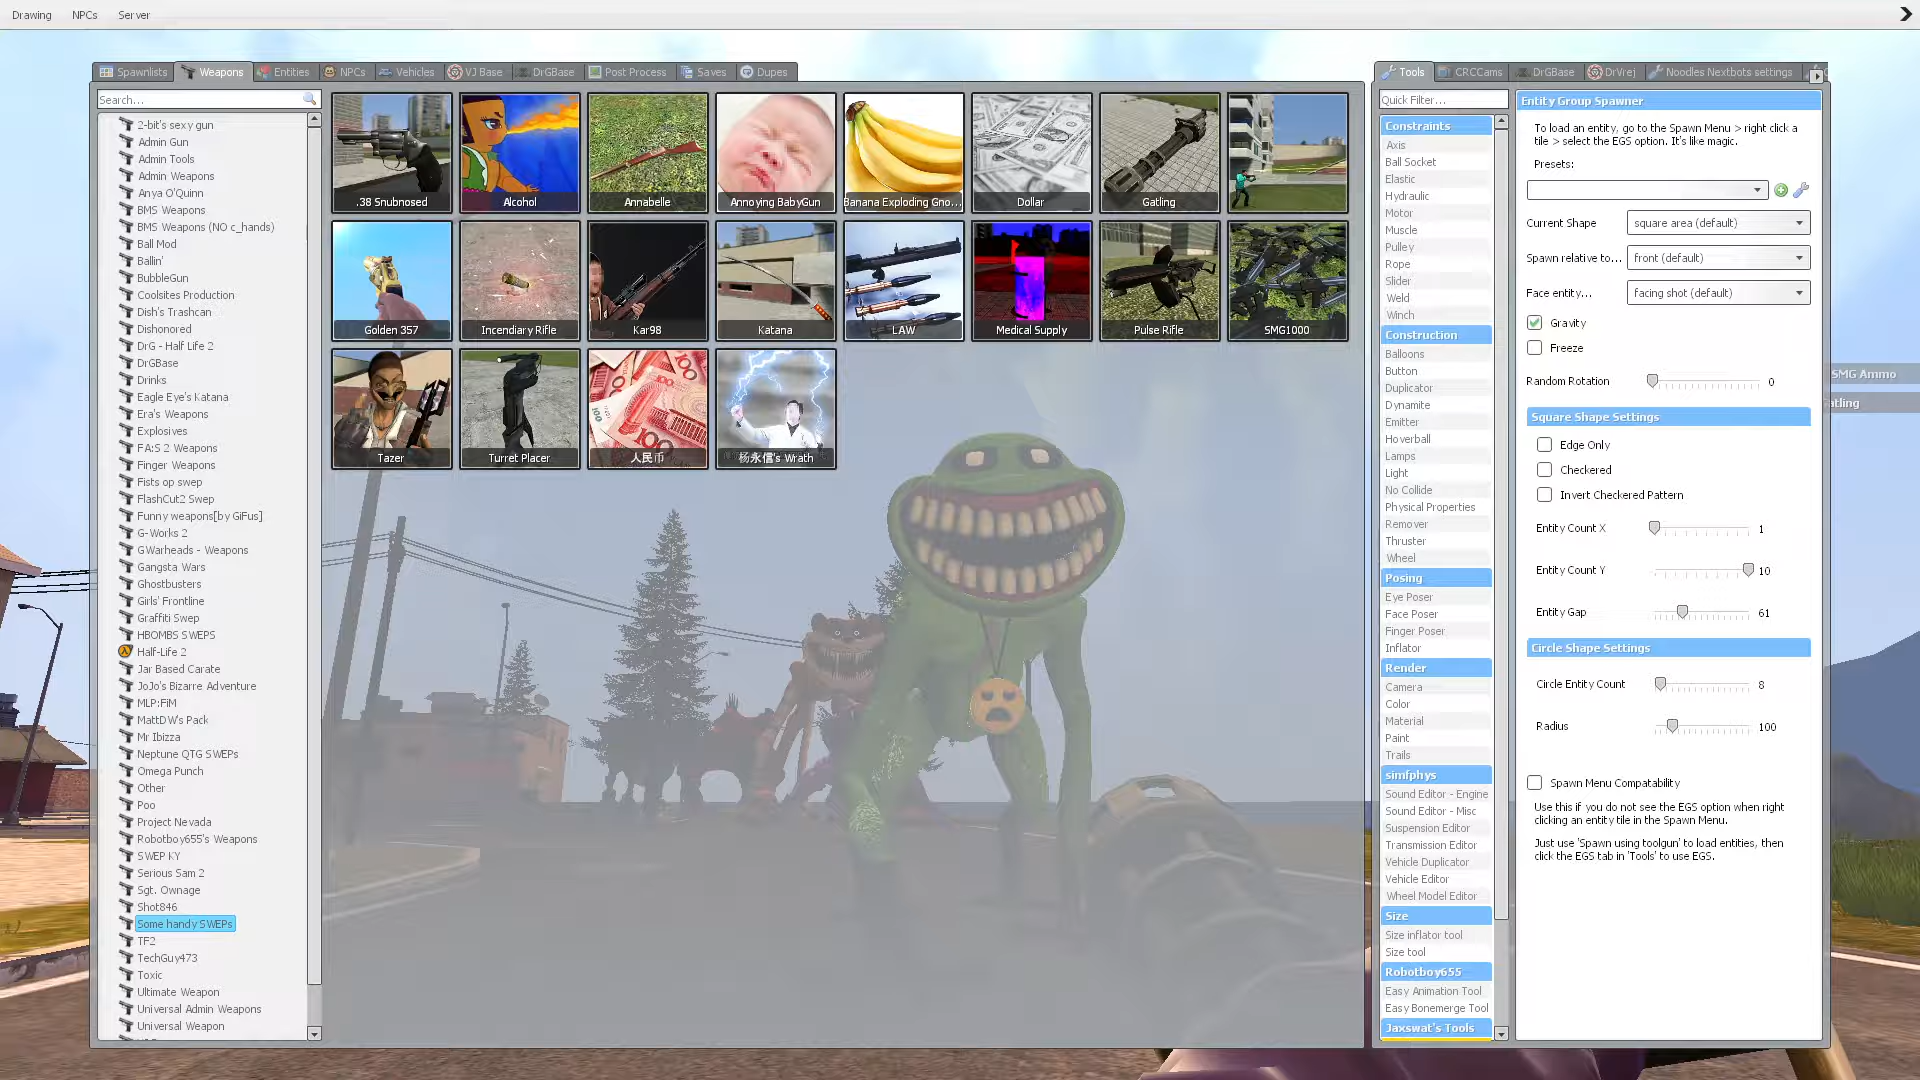 Drawing NPCs Server
Spawnlists Weapons Entities NPCs Vehicles VJ Base DrGBase Post Process Saves Dupes
Search...
2-bit's sexy gun
Admin Gun
Admin Tools
Admin Weapons
Anya O'Quinn
BMS Weapons
BMS Weapons (NO c_hands)
Ball Mod
Ballin'
BubbleGun
Coolsites Production
Dish's Trashcan
Dishonored
DrG - Half Life 2
DrGBase
Drinks
Eagle Eye's Katana
Era's Weapons
Explosives
F.A:S 2 Weapons
Finger Weapons
Fists op swep
FlashCut2 Swep
Funny weapons[by GiFus]
G-Works 2
GWarheads - Weapons
Gangsta Wars
Ghostbusters
Girls' Frontline
Graffiti Swep
HBOMBS SWEPS
Half-Life 2
Jar Based Carate
JoJo's Bizarre Adventure
MLP:FiM
MattDW's Pack
Mr Ibizza
Neptune QTG SWEPs
Omega Punch
Other
Poo
Project Nevada
Robotboy655's Weapons
SWEP KY
Serious Sam 2
Sgt. Ownage
Shot846
Some handy SWEPs
TF2
TechGuy473
Toxic
Ultimate Weapon
Universal Admin Weapons
Universal Weapon
.38 Snubnosed Alcohol Annabelle Annoying BabyGun Banana Exploding Gno... Dollar Gatling
Golden 357 Incendiary Rifle Kar98 Katana LAW Medical Supply Pulse Rifle SMG1000
Tazer Turret Placer 人民币 杨永信's Wrath
Tools CRCCams DrGBase DrVrej Noodles Nextbots settings
Quick Filter...
Constraints
Axis
Ball Socket
Elastic
Hydraulic
Motor
Muscle
Pulley
Rope
Slider
Weld
Winch
Construction
Balloons
Button
Duplicator
Dynamite
Emitter
Hoverball
Lamps
Light
No Collide
Physical Properties
Remover
Thruster
Wheel
Posing
Eye Poser
Face Poser
Finger Poser
Inflator
Render
Camera
Color
Material
Paint
Trails
simfphys
Sound Editor - Engine
Sound Editor - Misc
Suspension Editor
Transmission Editor
Vehicle Duplicator
Vehicle Editor
Wheel Model Editor
Size
Size inflator tool
Size tool
Robotboy655
Easy Animation Tool
Easy Bonemerge Tool
Jaxswat's Tools
Entity Group Spawner
To load an entity, go to the Spawn Menu > right click a
tile > select the EGS option. It's like magic.
Presets:
Current Shape square area (default)
Spawn relative to... front (default)
Face entity... facing shot (default)
Gravity
Freeze
Random Rotation 0
Square Shape Settings
Edge Only
Checkered
Invert Checkered Pattern
Entity Count X 1
Entity Count Y 10
Entity Gap 61
Circle Shape Settings
Circle Entity Count 8
Radius 100
Spawn Menu Compatability
Use this if you do not see the EGS option when right
clicking an entity tile in the Spawn Menu.
Just use 'Spawn using toolgun' to load entities, then
click the EGS tab in 'Tools' to use EGS.
SMG Ammo
atling